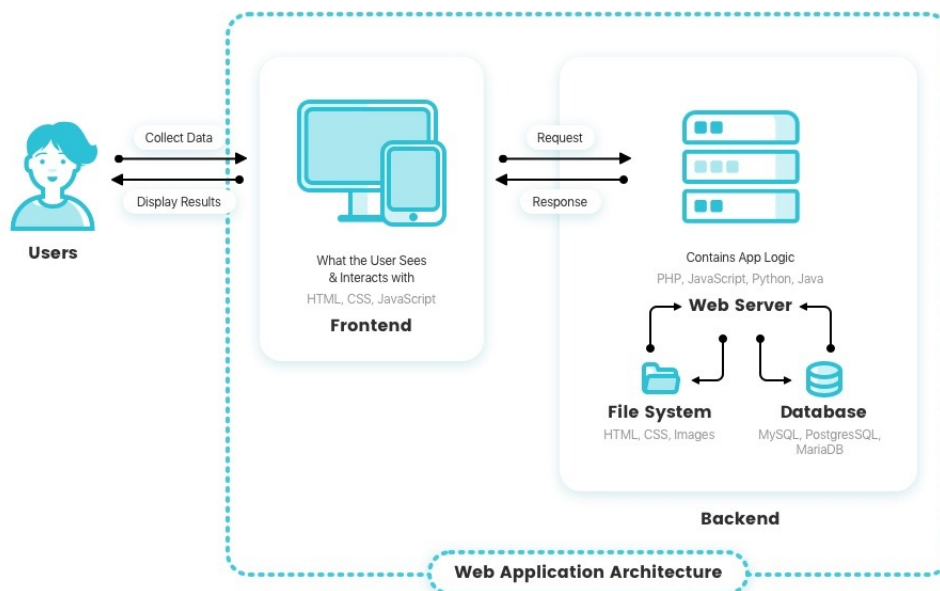 Collect Data
Display Results
Users
What the User Sees
& Interacts with
HTML, CSS, JavaScript
Frontend
Request
Response
Contains App Logic
PHP, JavaScript, Python, Java
Web Server
File System
HTML, CSS, Images
Database
MySQL, PostgresSQL,
MariaDB
Backend
Web Application Architecture